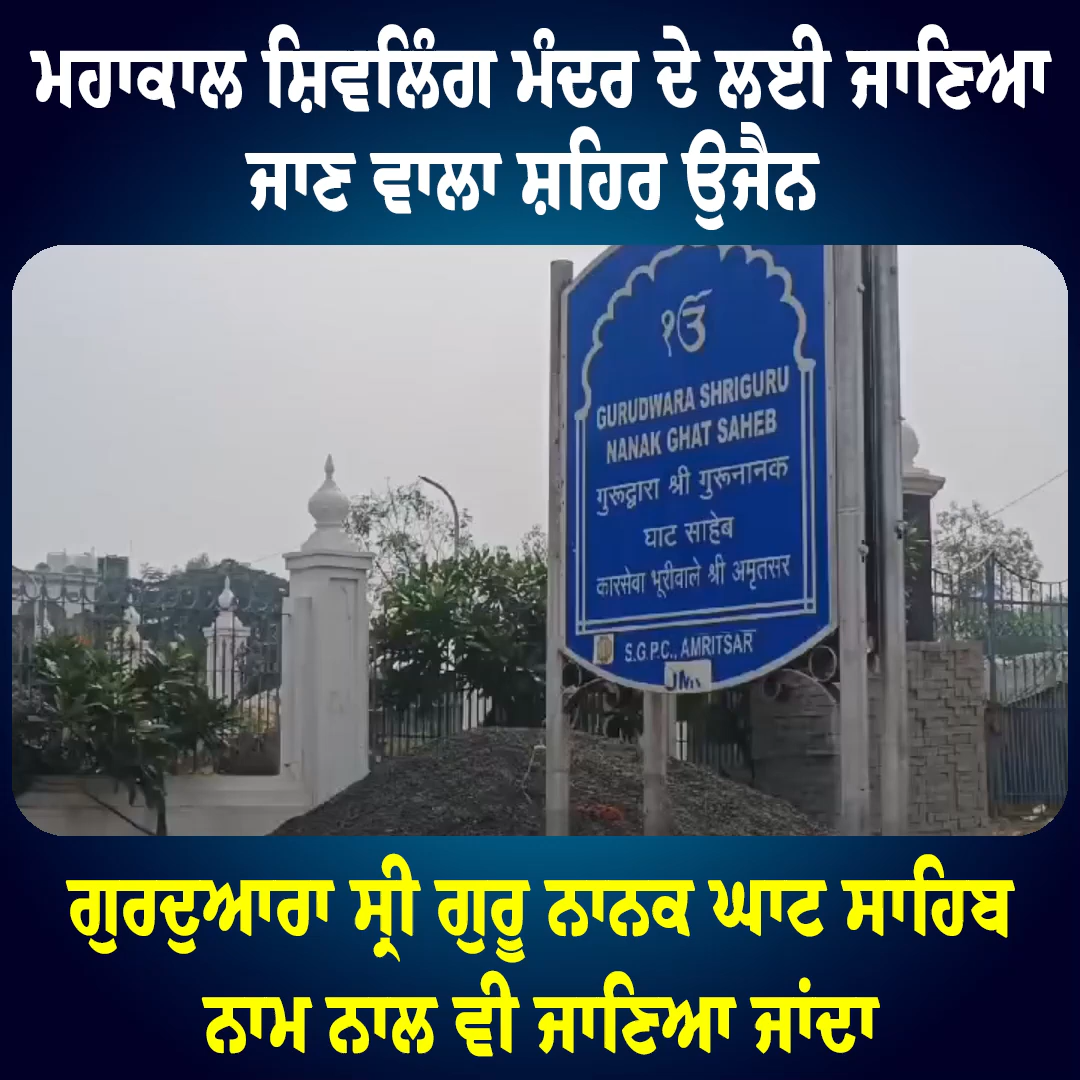 ਮਹਾਕਾਲ ਸ਼ਿਵਲਿੰਗ ਮੰਦਰ ਦੇ ਲਈ ਜਾਣਿਆ
ਜਾਣ ਵਾਲਾ ਸ਼ਹਿਰ ਉਜੈਨ
ੴ
GURUDWARA SHRIGURU
NANAK GHAT SAHEB
गुरूद्वारा श्री गुरूनानक
घाट साहेब
कारसेवा भूरीवाले श्री अमृतसर
S.G.P.C., AMRITSAR
ਗੁਰਦੁਆਰਾ ਸ੍ਰੀ ਗੁਰੂ ਨਾਨਕ ਘਾਟ ਸਾਹਿਬ
ਨਾਮ ਨਾਲ ਵੀ ਜਾਣਿਆ ਜਾਂਦਾ